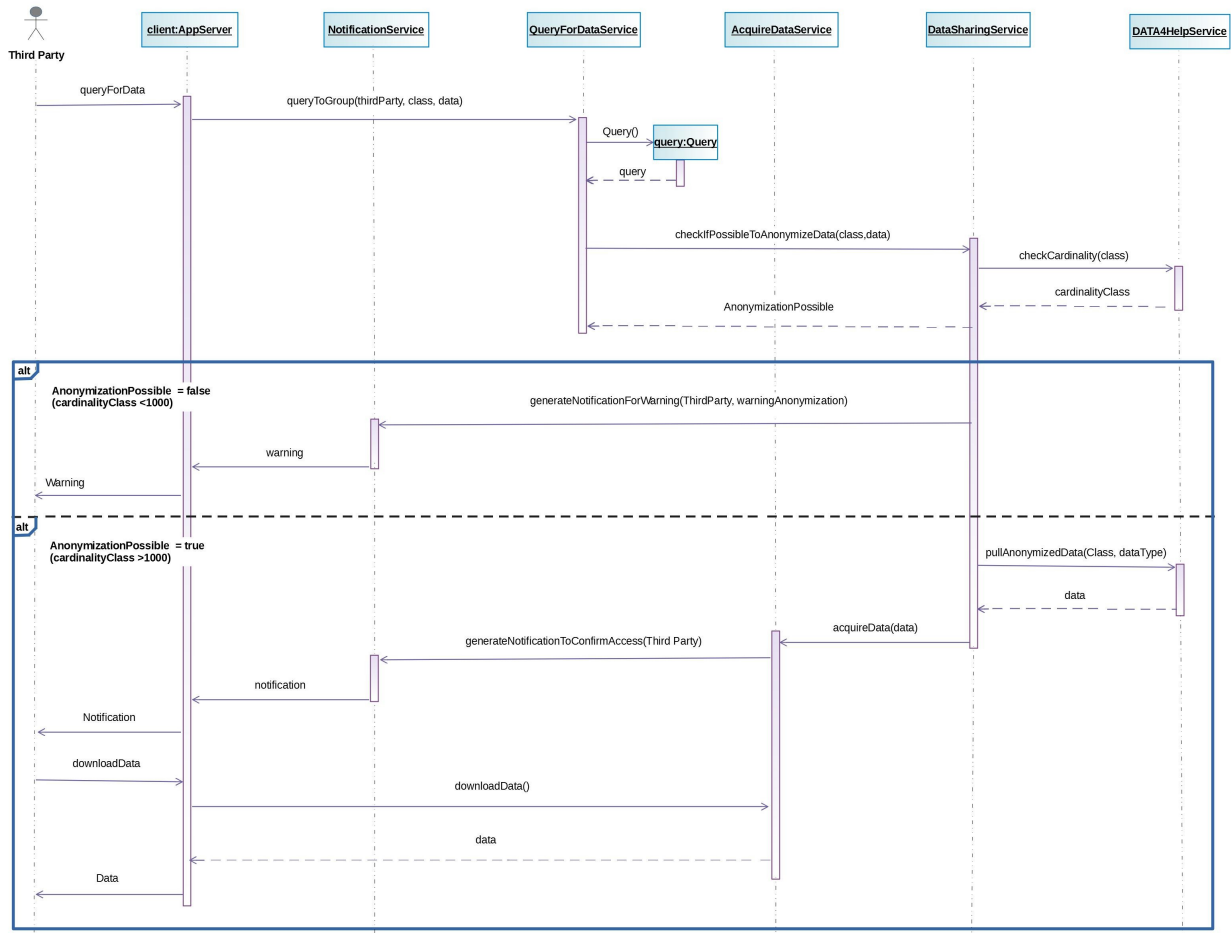 Third Party
client:AppServer
NotificationService
QueryForDataService
AcquireDataService
DataSharingService
DATA4HelpService
queryForData
queryToGroup(thirdParty, class, data)
Query()
query:Query
query
checkIfPossibleToAnonymizeData(class,data)
checkCardinality(class)
cardinalityClass
AnonymizationPossible
alt
AnonymizationPossible = false
(cardinalityClass <1000)
generateNotificationForWarning(ThirdParty, warningAnonymization)
warning
Warning
alt
AnonymizationPossible = true
(cardinalityClass >1000)
pullAnonymizedData(Class, dataType)
data
acquireData(data)
generateNotificationToConfirmAccess(Third Party)
notification
Notification
downloadData
downloadData()
data
Data